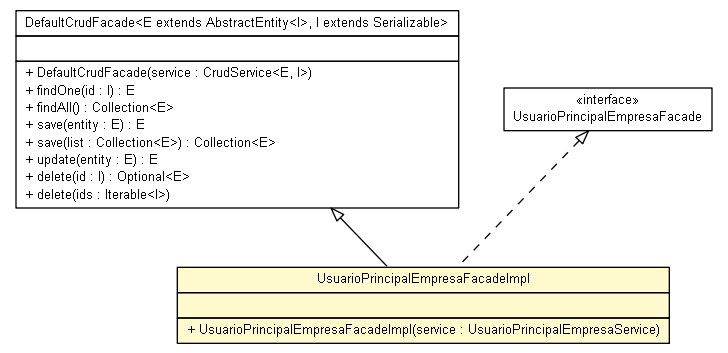 DefaultCrudFacade<E extends AbstractEntity<I>, I extends Serializable>
+ DefaultCrudFacade(service : CrudService<E, I>)
+ findOne(id : I) : E
+ findAll() : Collection<E>
+ save(entity : E) : E
+ save(list : Collection<E>) : Collection<E>
+ update(entity : E) : E
+ delete(id : I) : Optional<E>
+ delete(ids : Iterable<I>)
«interface»
UsuarioPrincipalEmpresaFacade
UsuarioPrincipalEmpresaFacadeImpl
+ UsuarioPrincipalEmpresaFacadeImpl(service : UsuarioPrincipalEmpresaService)